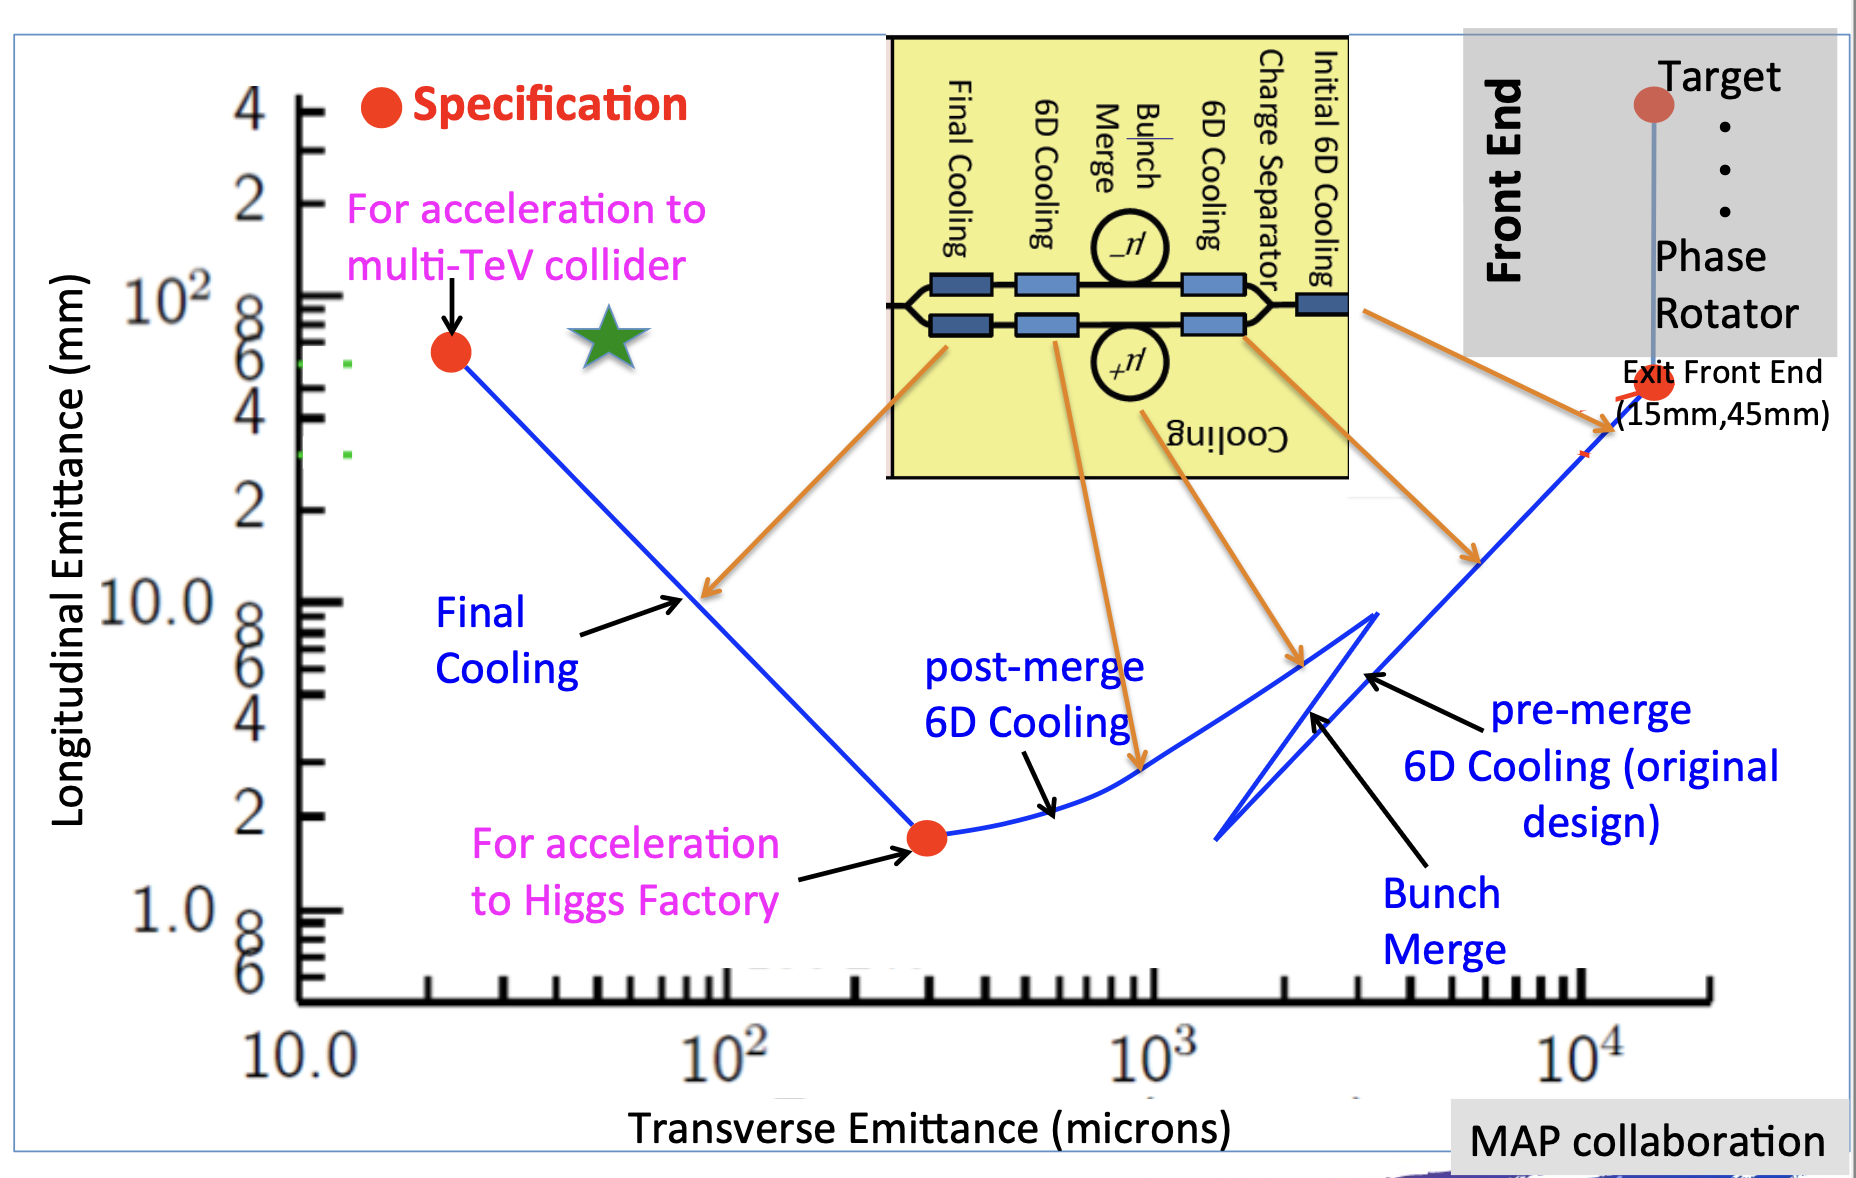 Specification
For acceleration to
multi-TeV collider
Longitudinal Emittance (mm)
4
2
10²
8
6
4
2
10.0
8
6
4
2
1.0
8
6
Final Cooling
6D Cooling
Bunch
Merge
6D Cooling
Charge Separator
Initial 6D Cooling
μ−
μ+
Cooling
Front End
Target
Phase
Rotator
Exit Front End
(15mm,45mm)
Final
Cooling
post-merge
6D Cooling
pre-merge
6D Cooling (original
design)
For acceleration
to Higgs Factory
Bunch
Merge
10.0
10²
10³
10⁴
Transverse Emittance (microns)
MAP collaboration